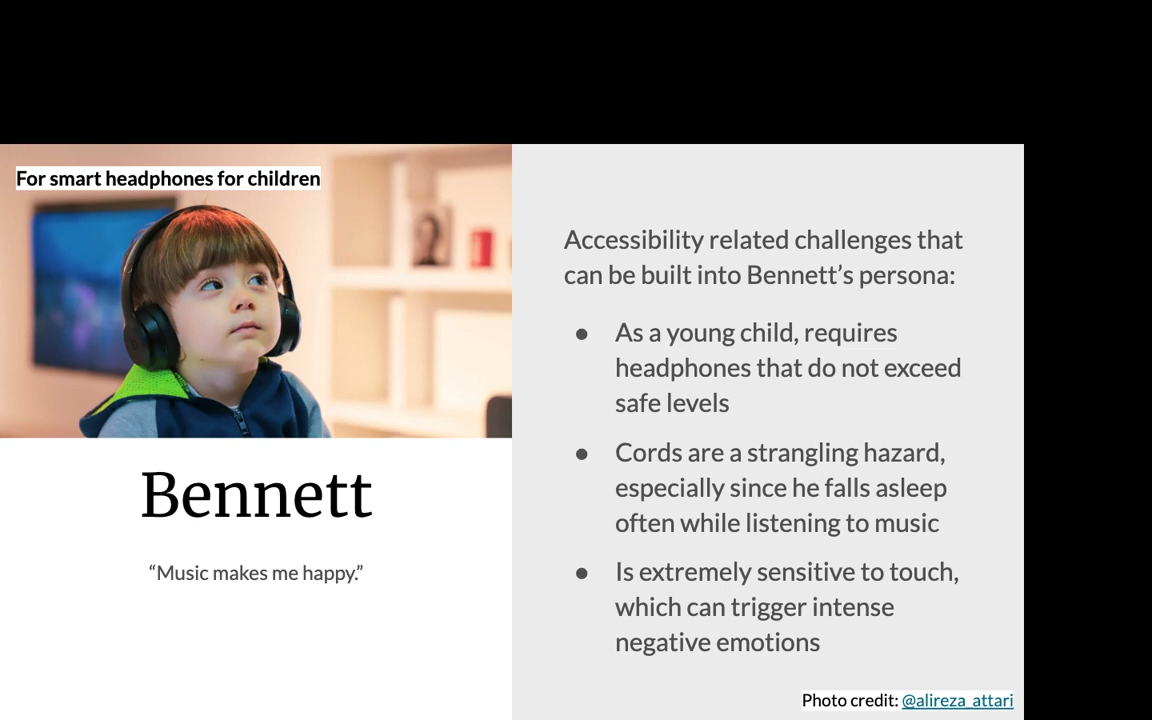 For smart headphones for children
Bennett
“Music makes me happy.”
Accessibility related challenges that
can be built into Bennett’s persona:
● As a young child, requires
headphones that do not exceed
safe levels
● Cords are a strangling hazard,
especially since he falls asleep
often while listening to music
● Is extremely sensitive to touch,
which can trigger intense
negative emotions
Photo credit: @alireza_attari